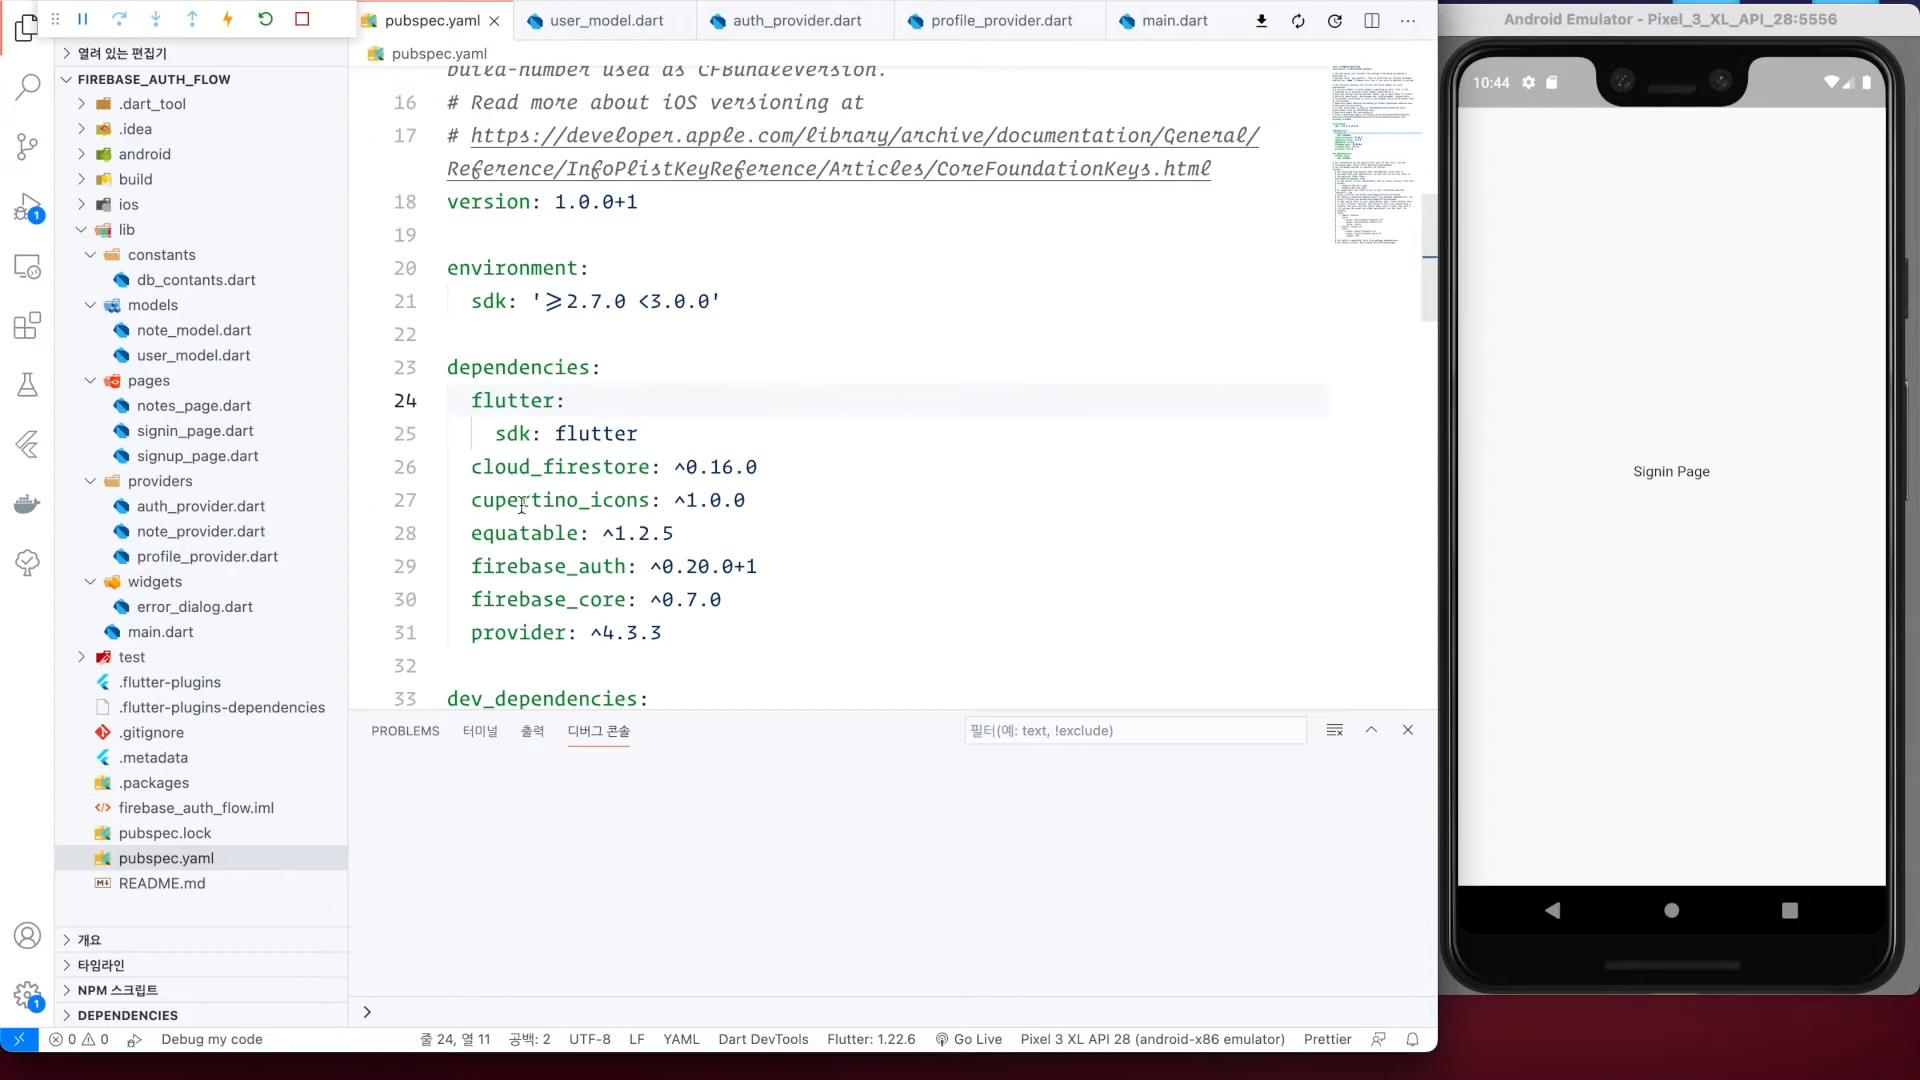 pubspec.yaml
user_model.dart
auth_provider.dart
profile_provider.dart
main.dart
Android Emulator - Pixel_3_XL_API_28:5556
열려 있는 편집기
FIREBASE_AUTH_FLOW
.dart_tool
.idea
android
build
ios
lib
constants
db_contants.dart
models
note_model.dart
user_model.dart
pages
notes_page.dart
signin_page.dart
signup_page.dart
providers
auth_provider.dart
note_provider.dart
profile_provider.dart
widgets
error_dialog.dart
main.dart
test
.flutter-plugins
.flutter-plugins-dependencies
.gitignore
.metadata
.packages
firebase_auth_flow.iml
pubspec.lock
pubspec.yaml
README.md
개요
타임라인
NPM 스크립트
DEPENDENCIES
1
1
pubspec.yaml
build-number used as CFBundleVersion.
16 # Read more about iOS versioning at
17 # https://developer.apple.com/library/archive/documentation/General/
Reference/InfoPlistKeyReference/Articles/CoreFoundationKeys.html
18 version: 1.0.0+1
19
20 environment:
21 sdk: '>=2.7.0 <3.0.0'
22
23 dependencies:
24 flutter:
25 sdk: flutter
26 cloud_firestore: ^0.16.0
27 cupertino_icons: ^1.0.0
28 equatable: ^1.2.5
29 firebase_auth: ^0.20.0+1
30 firebase_core: ^0.7.0
31 provider: ^4.3.3
32
33 dev_dependencies:
PROBLEMS 터미널 출력 디버그 콘솔 필터(예: text, !exclude)
10:44
Signin Page
0 0 Debug my code 줄 24, 열 11 공백: 2 UTF-8 LF YAML Dart DevTools Flutter: 1.22.6 Go Live Pixel 3 XL API 28 (android-x86 emulator) Prettier